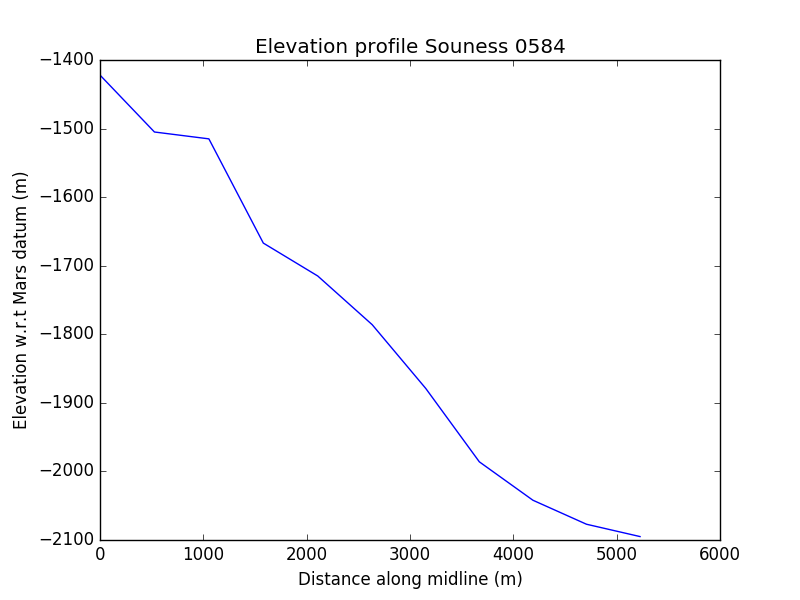 Elevation profile Souness 0584
Elevation w.r.t Mars datum (m)
−1400
−1500
−1600
−1700
−1800
−1900
−2000
−2100
0 1000 2000 3000 4000 5000 6000
Distance along midline (m)